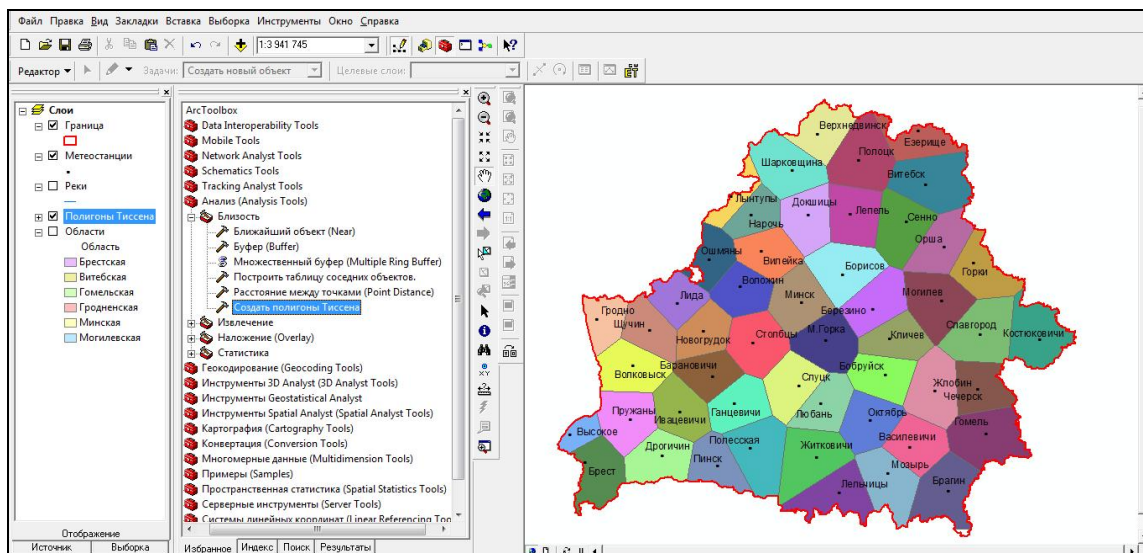 Файл Правка Вид Закладки Вставка Выборка Инструменты Окно Справка
1:3 941 745
Редактор Задачи: Создать новый объект Целевые слои:
Слои
Граница
Метеостанции
Реки
Полигоны Тиссена
Области
Область
Брестская
Витебская
Гомельская
Гродненская
Минская
Могилевская
Отображение
Источник Выборка
ArcToolbox
Data Interoperability Tools
Mobile Tools
Network Analyst Tools
Schematics Tools
Tracking Analyst Tools
Анализ (Analysis Tools)
Близость
Ближайший объект (Near)
Буфер (Buffer)
Множественный буфер (Multiple Ring Buffer)
Построить таблицу соседних объектов.
Расстояние между точками (Point Distance)
Создать полигоны Тиссена
Извлечение
Наложение (Overlay)
Статистика
Геокодирование (Geocoding Tools)
Инструменты 3D Analyst (3D Analyst Tools)
Инструменты Geostatistical Analyst
Инструменты Spatial Analyst (Spatial Analyst Tools)
Картография (Cartography Tools)
Конвертация (Conversion Tools)
Многомерные данные (Multidimension Tools)
Примеры (Samples)
Пространственная статистика (Spatial Statistics Tools)
Серверные инструменты (Server Tools)
Системы линейных координат (Linear Referencing Too
Избранное Индекс Поиск Результаты
XY
Верхнедвинск
Езерище
Полоцк
Шарковщина
Витебск
Лынтупы
Докшицы
Лепель
Сенно
Нарочь
Орша
Ошмяны
Вилейка
Борисов
Горки
Воложин
Лида
Минск
Могилев
Березино
Гродно
Щучин
Славгород
Костюковичи
Столбцы
М.Горка
Кличев
Новогрудок
Барановичи
Бобруйск
Волковыск
Слуцк
Жлобин
Чечерск
Пружаны
Ивацевичи
Ганцевичи
Любань
Октябрь
Гомель
Высокое
Дрогичин
Полесская
Житковичи
Василевичи
Пинск
Мозырь
Брест
Лельчицы
Брагин